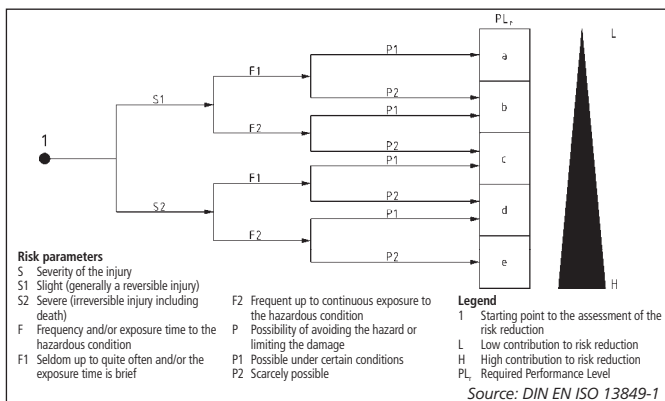 PLr
L
P1
a
F1
P2
S1
P1
b
F2
1
P2
c
P1
F1
P2
S2
d
P1
F2
P2
e
H
Risk parameters
S Severity of the injury
S1 Slight (generally a reversible injury)
S2 Severe (irreversible injury including
death)
F Frequency and/or exposure time to the
hazardous condition
F1 Seldom up to quite often and/or the
exposure time is brief
F2 Frequent up to continuous exposure to
the hazardous condition
P Possibility of avoiding the hazard or
limiting the damage
P1 Possible under certain conditions
P2 Scarcely possible
Legend
1 Starting point to the assessment of the
risk reduction
L Low contribution to risk reduction
H High contribution to risk reduction
PLr Required Performance Level
Source: DIN EN ISO 13849-1